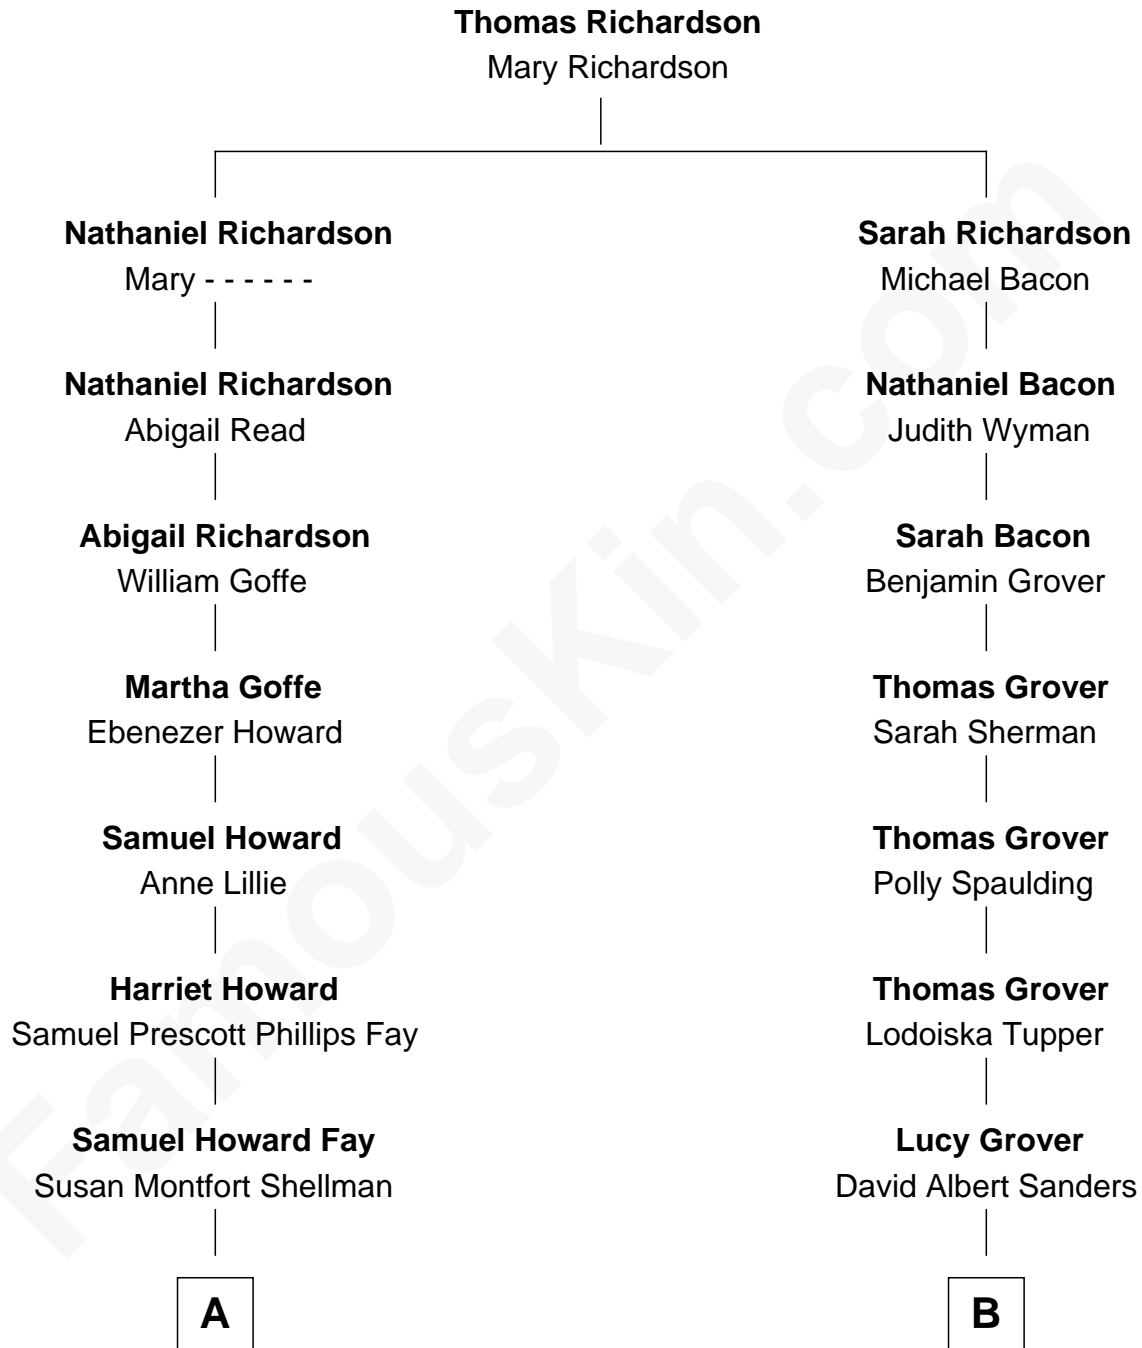 Thomas Richardson
Mary Richardson
Nathaniel Richardson
Mary - - - - - -
Nathaniel Richardson
Abigail Read
Abigail Richardson
William Goffe
Martha Goffe
Ebenezer Howard
Samuel Howard
Anne Lillie
Harriet Howard
Samuel Prescott Phillips Fay
Samuel Howard Fay
Susan Montfort Shellman
A
Sarah Richardson
Michael Bacon
Nathaniel Bacon
Judith Wyman
Sarah Bacon
Benjamin Grover
Thomas Grover
Sarah Sherman
Thomas Grover
Polly Spaulding
Thomas Grover
Lodoiska Tupper
Lucy Grover
David Albert Sanders
B
FamousKin.com